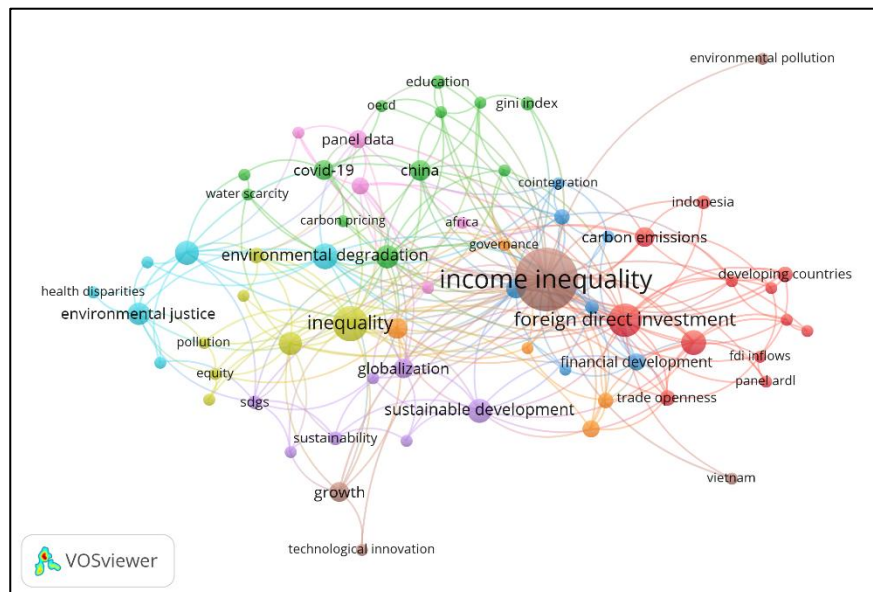 environmental pollution
education
oecd
gini index
panel data
covid-19
china
cointegration
water scarcity
indonesia
carbon pricing
africa
governance
carbon emissions
environmental degradation
income inequality
developing countries
health disparities
environmental justice
inequality
foreign direct investment
pollution
fdi inflows
globalization
financial development
equity
panel ardl
sdgs
sustainable development
trade openness
sustainability
vietnam
growth
technological innovation
VOSviewer